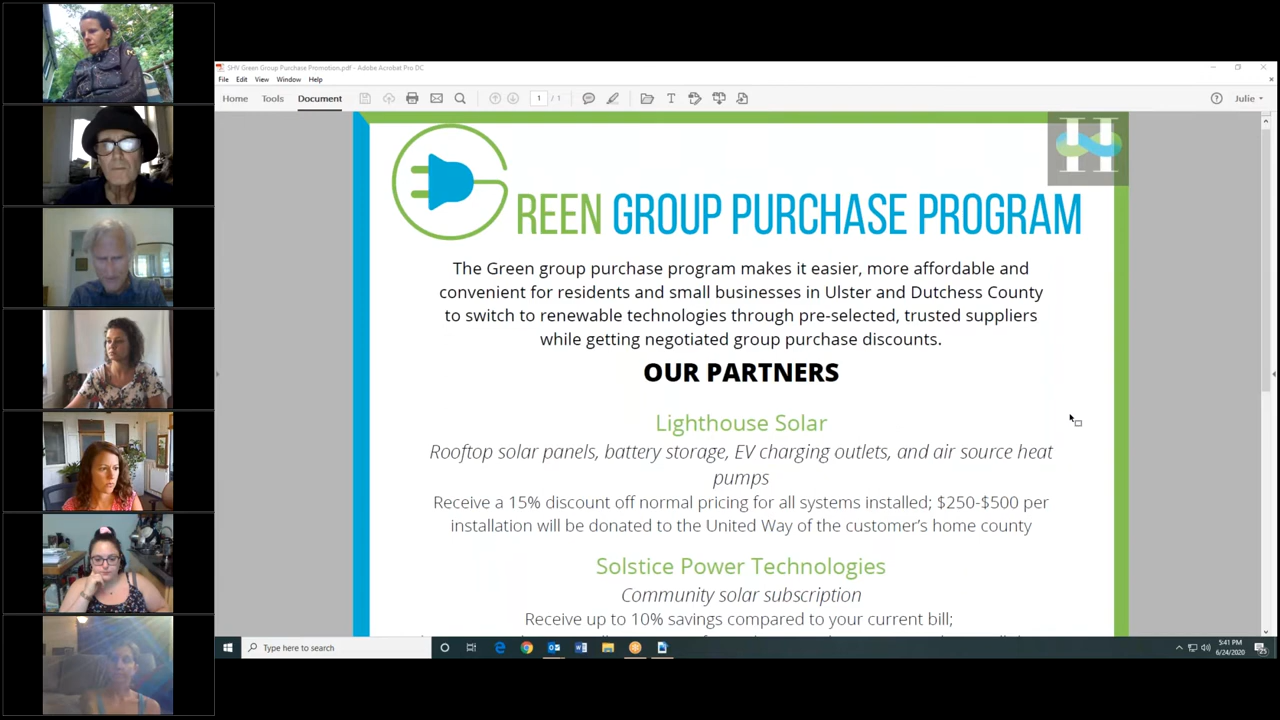 SHV Green Group Purchase Promotion.pdf - Adobe Acrobat Pro DC
File Edit View Window Help
Home Tools Document 1 / 1 Julie
REEN GROUP PURCHASE PROGRAM
The Green group purchase program makes it easier, more affordable and
convenient for residents and small businesses in Ulster and Dutchess County
to switch to renewable technologies through pre-selected, trusted suppliers
while getting negotiated group purchase discounts.
OUR PARTNERS
Lighthouse Solar
Rooftop solar panels, battery storage, EV charging outlets, and air source heat
pumps
Receive a 15% discount off normal pricing for all systems installed; $250-$500 per
installation will be donated to the United Way of the customer's home county
Solstice Power Technologies
Community solar subscription
Receive up to 10% savings compared to your current bill;
Type here to search
5:41 PM
6/24/2020